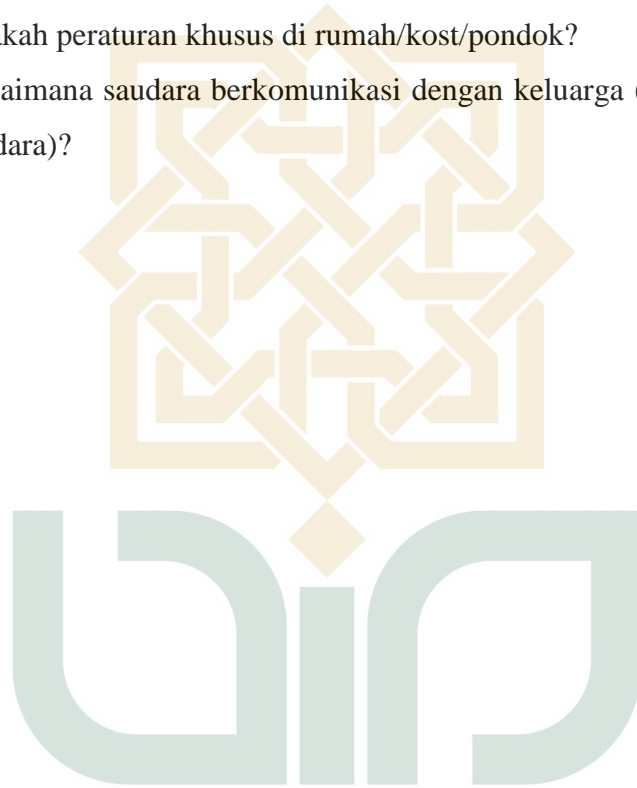 akah peraturan khusus di rumah/kost/pondok?
aimana saudara berkomunikasi dengan keluarga (
dara)?